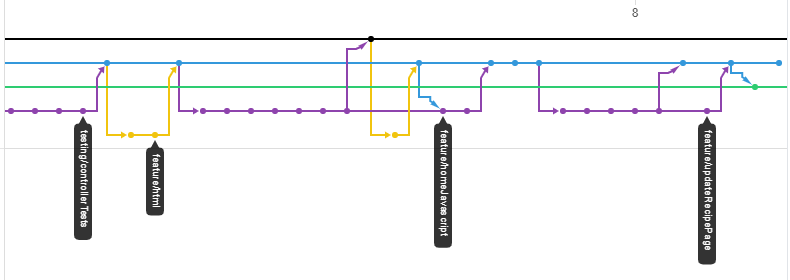 8
testing/controllerTests
feature/html
feature/homeJavascript
feature/updateRecipePage